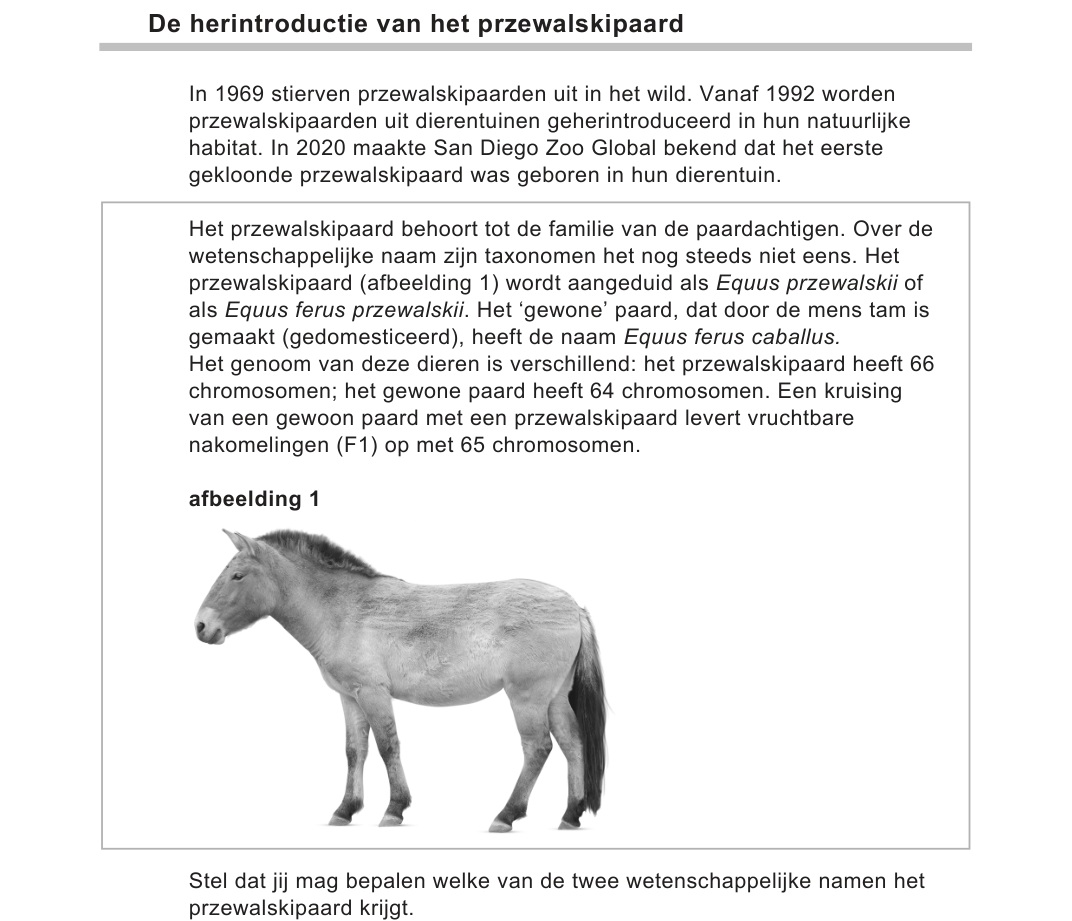 De herintroductie van het przewalskipaard
In 1969 stierven przewalskipaarden uit in het wild. Vanaf 1992 worden
przewalskipaarden uit dierentuinen geherintroduceerd in hun natuurlijke
habitat. In 2020 maakte San Diego Zoo Global bekend dat het eerste
gekloonde przewalskipaard was geboren in hun dierentuin.
Het przewalskipaard behoort tot de familie van de paardachtigen. Over de
wetenschappelijke naam zijn taxonomen het nog steeds niet eens. Het
przewalskipaard (afbeelding 1) wordt aangeduid als Equus przewalskii of
als Equus ferus przewalskii. Het ‘gewone’ paard, dat door de mens tam is
gemaakt (gedomesticeerd), heeft de naam Equus ferus caballus.
Het genoom van deze dieren is verschillend: het przewalskipaard heeft 66
chromosomen; het gewone paard heeft 64 chromosomen. Een kruising
van een gewoon paard met een przewalskipaard levert vruchtbare
nakomelingen (F1) op met 65 chromosomen.
afbeelding 1
Stel dat jij mag bepalen welke van de twee wetenschappelijke namen het
przewalskipaard krijgt.